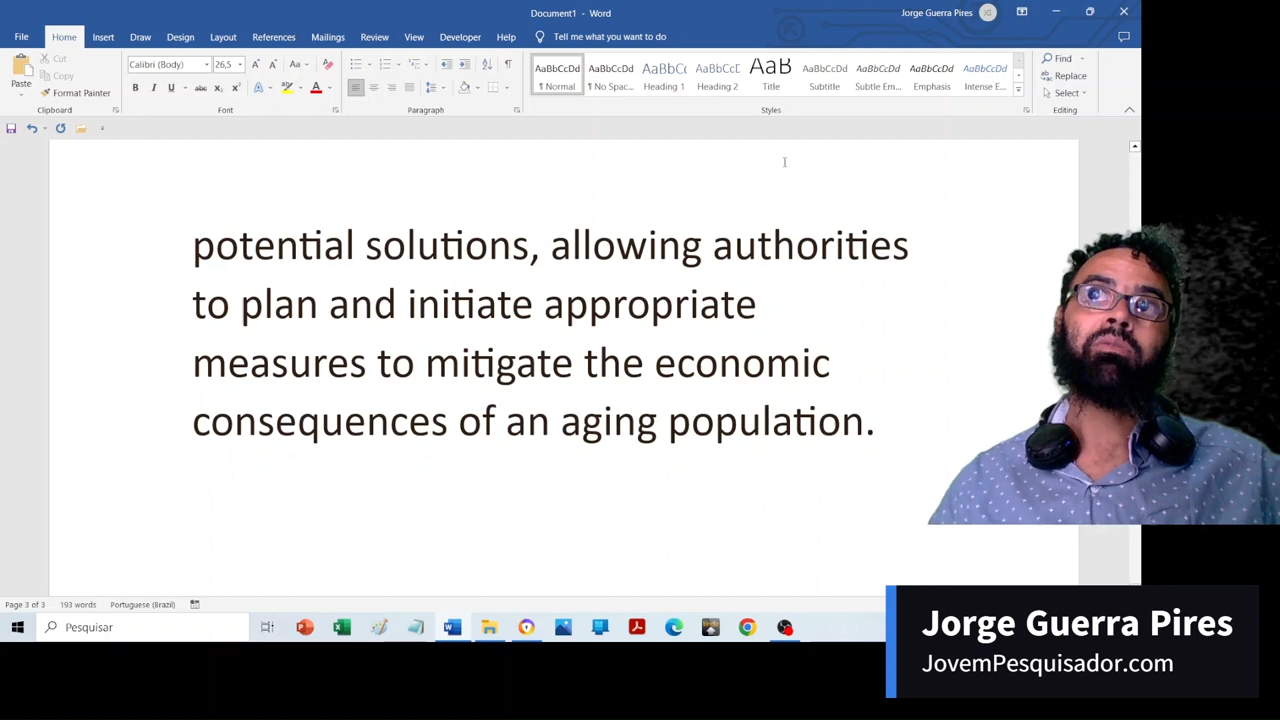 Document1 - Word
Jorge Guerra Pires
JG
File Home Insert Draw Design Layout References Mailings Review View Developer Help Tell me what you want to do
Paste
Cut
Copy
Format Painter
Clipboard
Calibri (Body) 26,5
Font
Paragraph
AaBbCcDd AaBbCcDd AaBbCc AaBbCcD AaB AaBbCcDd AaBbCcDd AaBbCcDd AaBbCcDd
¶ Normal ¶ No Spac... Heading 1 Heading 2 Title Subtitle Subtle Em... Emphasis Intense E...
Styles
Find
Replace
Select
Editing
potential solutions, allowing authorities
to plan and initiate appropriate
measures to mitigate the economic
consequences of an aging population.
Page 3 of 3 193 words Portuguese (Brazil)
Pesquisar
Jorge Guerra Pires
JovemPesquisador.com